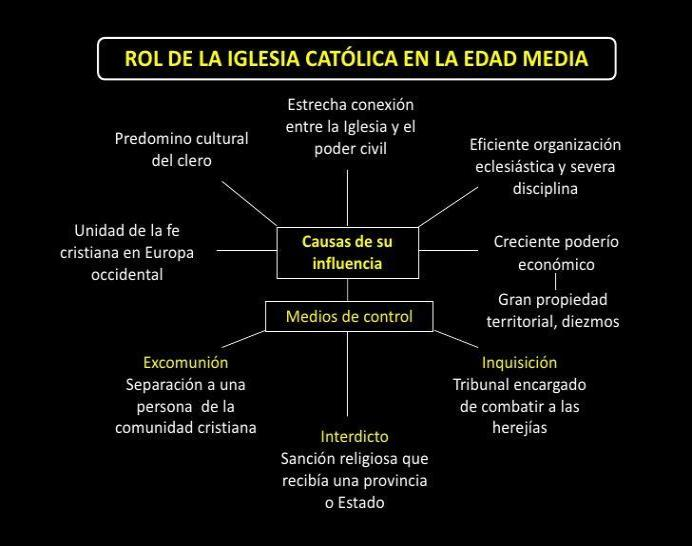 ROL DE LA IGLESIA CATÓLICA EN LA EDAD MEDIA
Estrecha conexión
entre la Iglesia y el
poder civil
Predomino cultural
del clero
Eficiente organización
eclesiástica y severa
disciplina
Unidad de la fe
cristiana en Europa
occidental
Causas de su
influencia
Creciente poderío
económico
Gran propiedad
territorial, diezmos
Medios de control
Excomunión
Separación a una
persona de la
comunidad cristiana
Inquisición
Tribunal encargado
de combatir a las
herejías
Interdicto
Sanción religiosa que
recibía una provincia
o Estado